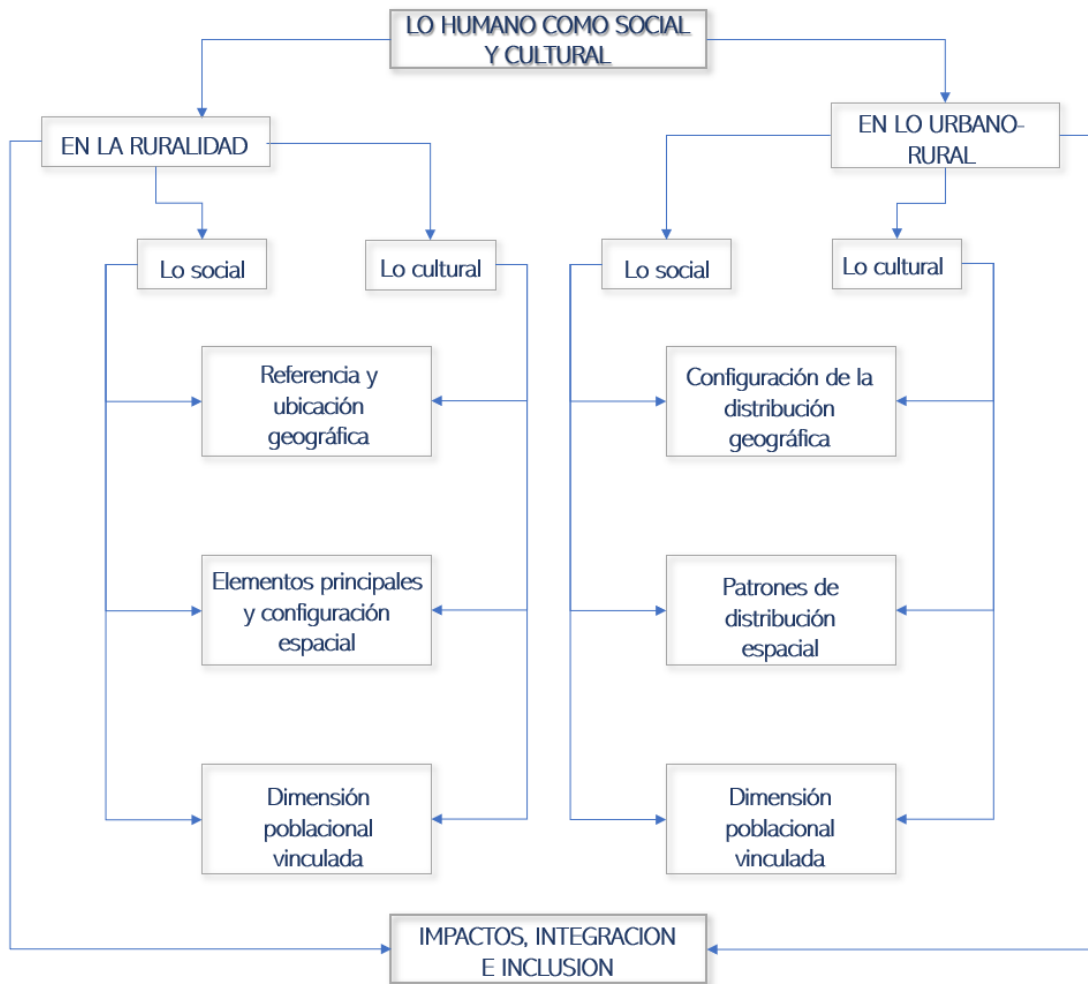 LO HUMANO COMO SOCIAL
Y CULTURAL
EN LA RURALIDAD
EN LO URBANO-
RURAL
Lo social
Lo cultural
Lo social
Lo cultural
Referencia y
ubicación
geográfica
Configuración de la
distribución
geográfica
Elementos principales
y configuración
espacial
Patrones de
distribución
espacial
Dimensión
poblacional
vinculada
Dimensión
poblacional
vinculada
IMPACTOS, INTEGRACION
E INCLUSION